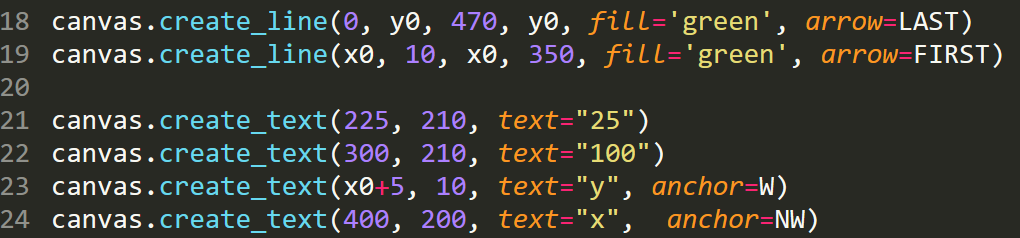 18 canvas.create_line(0, y0, 470, y0, fill='green', arrow=LAST)
19 canvas.create_line(x0, 10, x0, 350, fill='green', arrow=FIRST)
20
21 canvas.create_text(225, 210, text="25")
22 canvas.create_text(300, 210, text="100")
23 canvas.create_text(x0+5, 10, text="y", anchor=W)
24 canvas.create_text(400, 200, text="x",  anchor=NW)